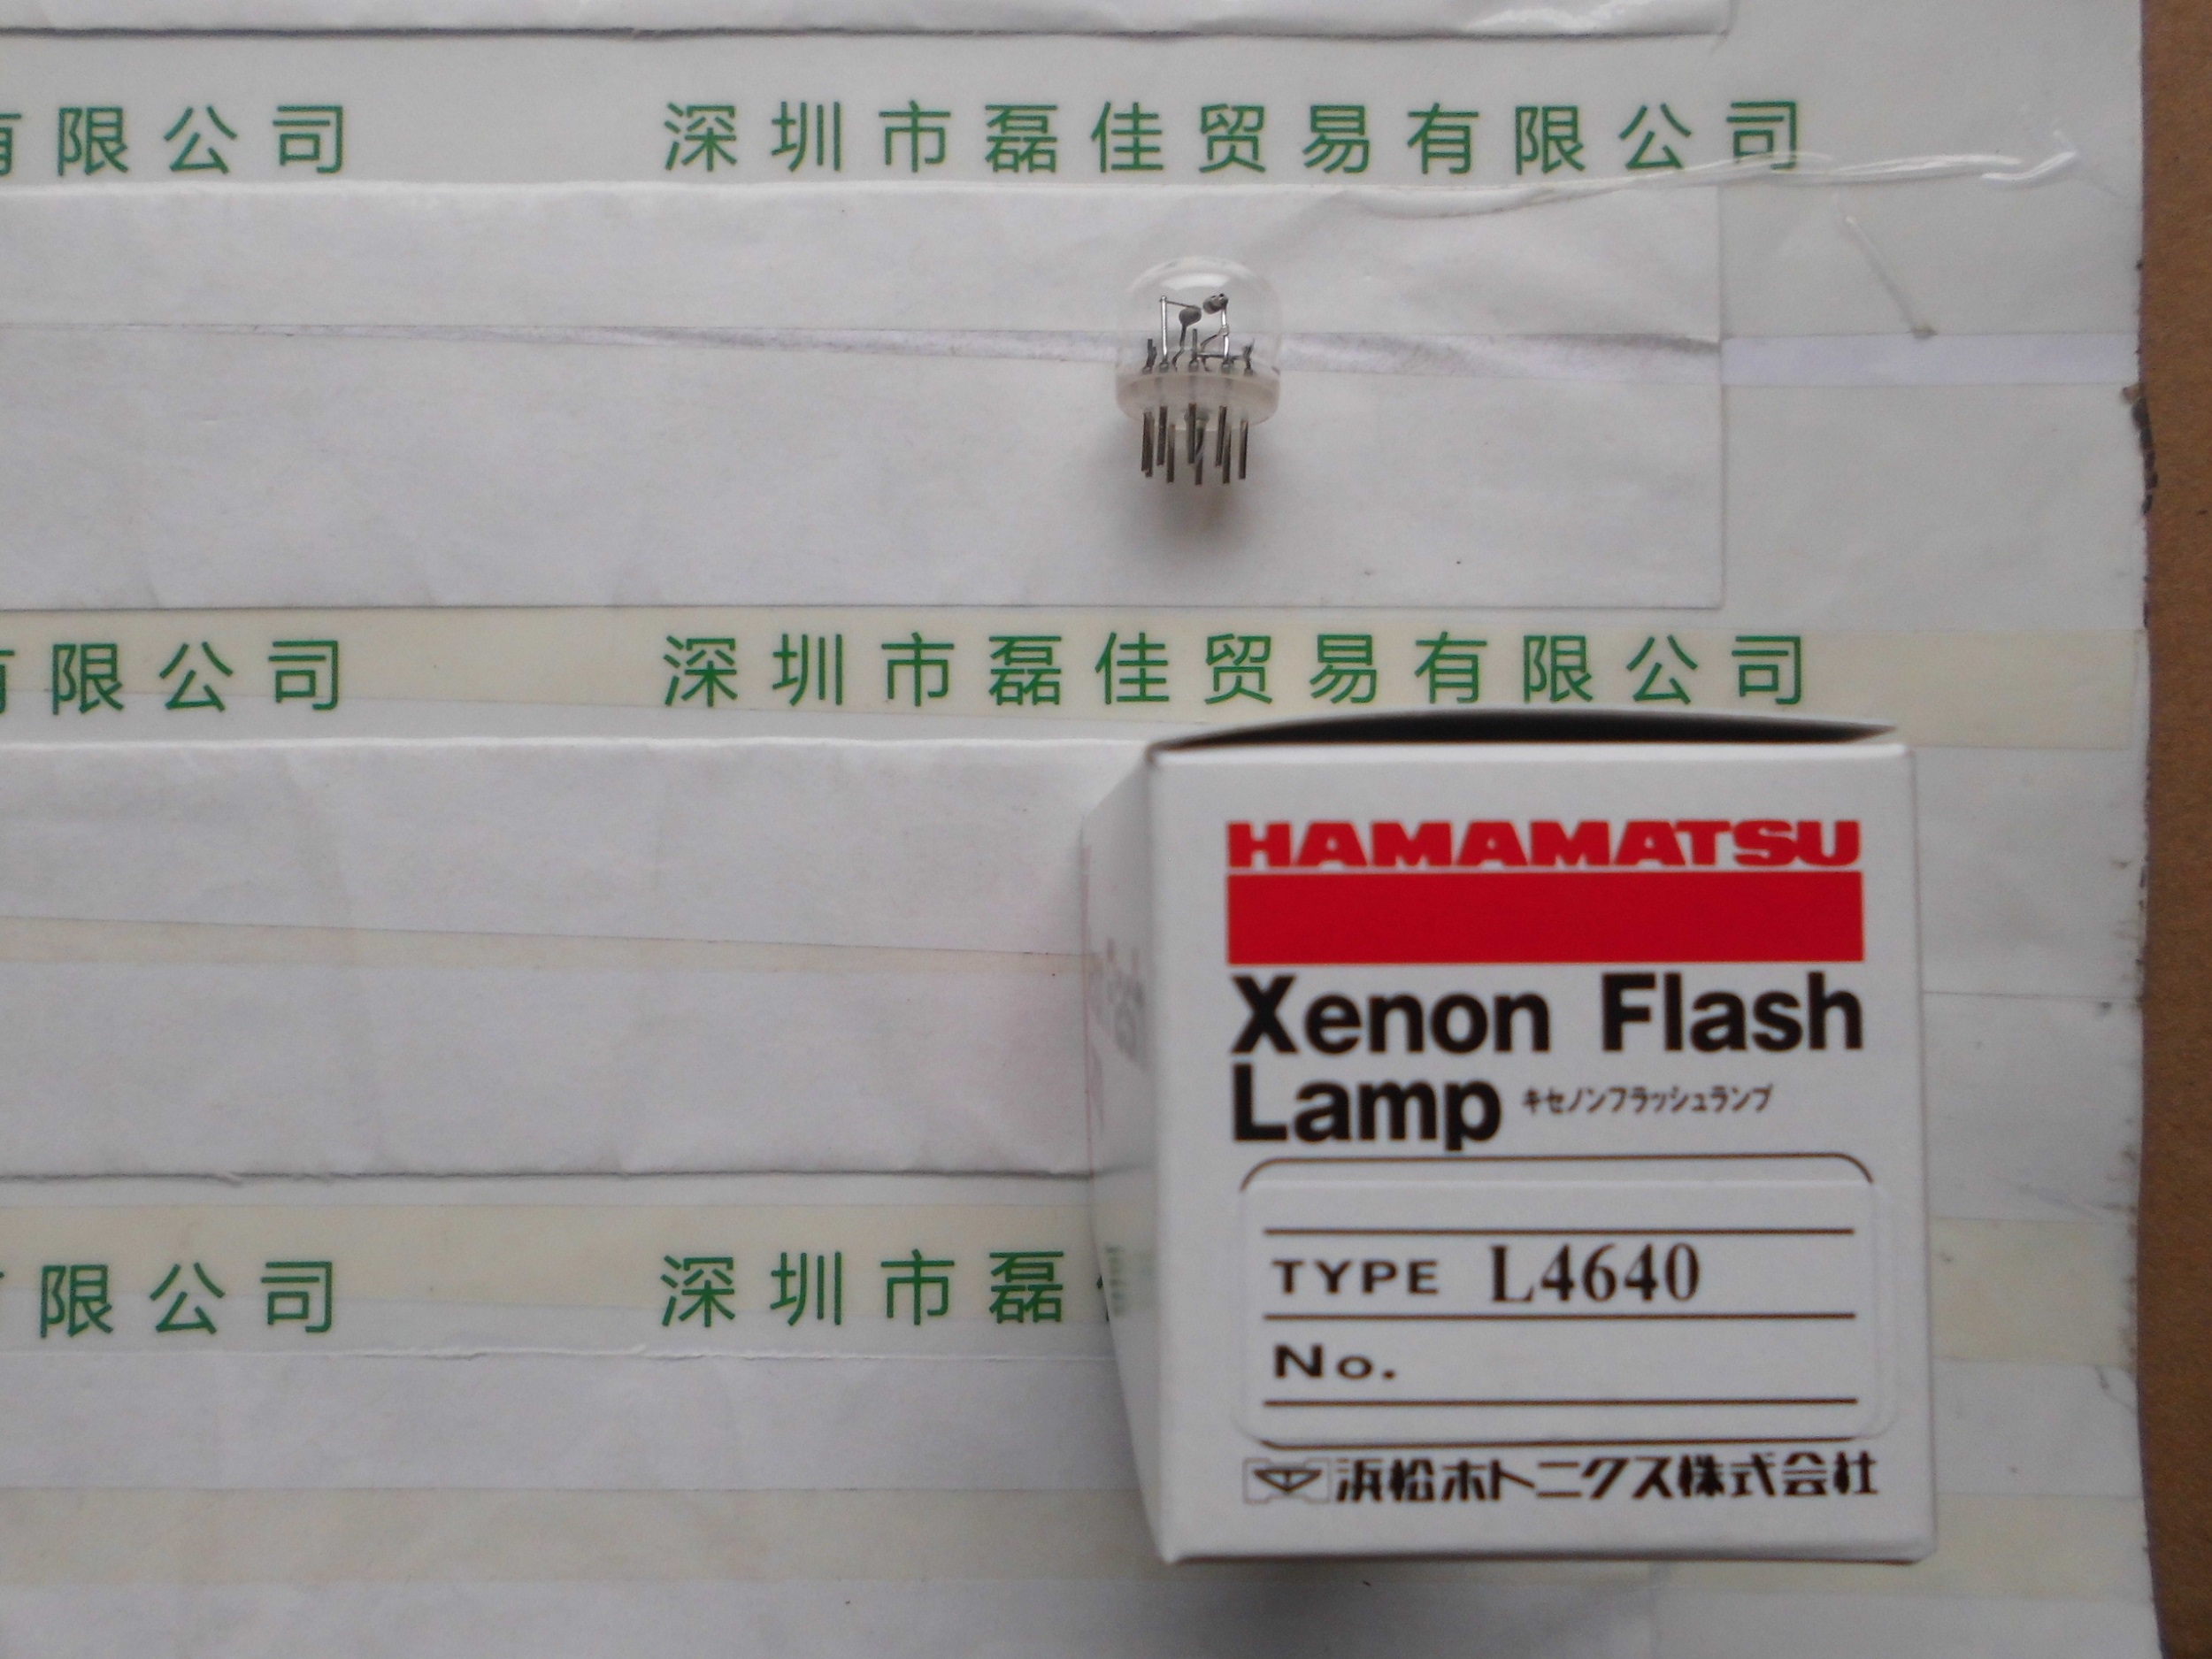 有限公司 深圳市磊佳贸易有限公司
有限公司 深圳市磊佳贸易有限公司
HAMAMATSU
Xenon Flash
Lamp キセノンフラッシュランプ
限公司 深圳市磊
TYPE L4640
No.
浜松ホトニクス株式会社